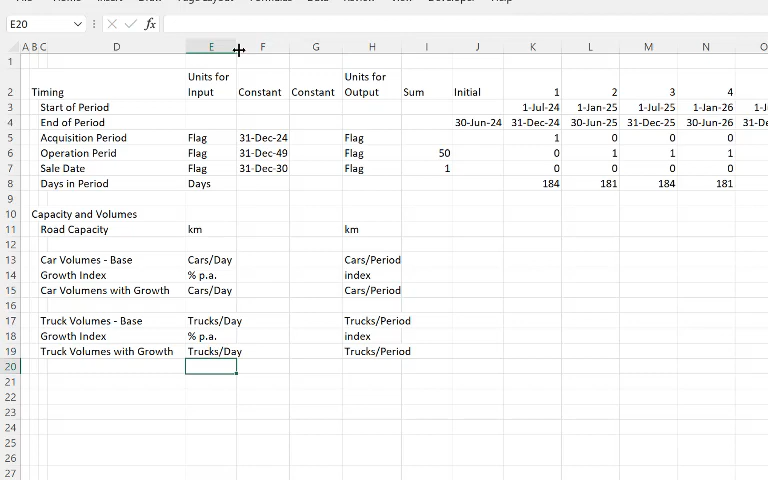 E20 fx
A B C D E F G H I J K L M N O
1
Units for Units for
2 Timing Input Constant Constant Output Sum Initial 1 2 3 4
3 Start of Period 1-Jul-24 1-Jan-25 1-Jul-25 1-Jan-26
4 End of Period 30-Jun-24 31-Dec-24 30-Jun-25 31-Dec-25 30-Jun-26
5 Acquisition Period Flag 31-Dec-24 Flag 1 0 0 0
6 Operation Perid Flag 31-Dec-49 Flag 50 0 1 1 1
7 Sale Date Flag 31-Dec-30 Flag 1 0 0 0 0
8 Days in Period Days 184 181 184 181
9
10 Capacity and Volumes
11 Road Capacity km km
12
13 Car Volumes - Base Cars/Day Cars/Period
14 Growth Index % p.a. index
15 Car Volumens with Growth Cars/Day Cars/Period
16
17 Truck Volumes - Base Trucks/Day Trucks/Period
18 Growth Index % p.a. index
19 Truck Volumes with Growth Trucks/Day Trucks/Period
20
21
22
23
24
25
26
27